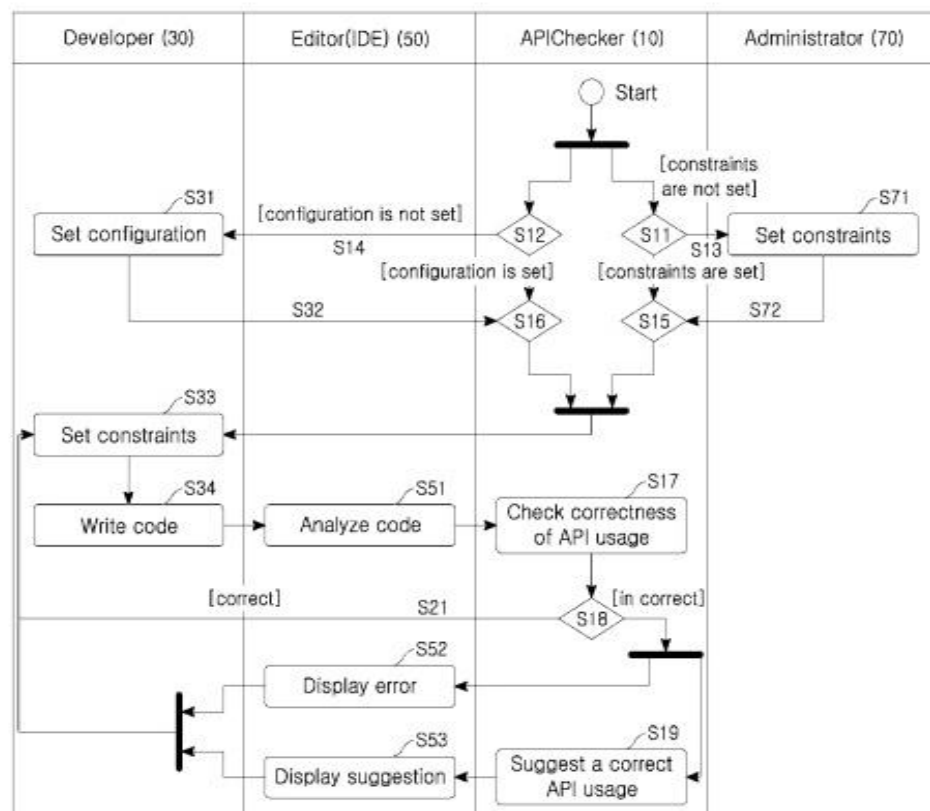 Developer (30)
Editor(IDE) (50)
APIChecker (10)
Administrator (70)
Start
[constraints
are not set]
S31
[configuration is not set]
S71
Set configuration
S14
S12
S11
S13
Set constraints
[configuration is set]
[constraints are set]
S32
S16
S15
S72
S33
Set constraints
S34
S51
S17
Write code
Analyze code
Check correctness
of API usage
[correct]
S21
S18
[in correct]
S52
Display error
S53
S19
Display suggestion
Suggest a correct
API usage